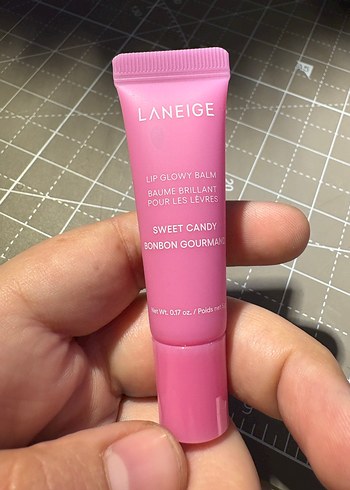 LANEIGE
LIP GLOWY BALM
BAUME BRILLANT
POUR LES LÈVRES
SWEET CANDY
BONBON GOURMAND
Net Wt. 0.17 oz. / Poids net